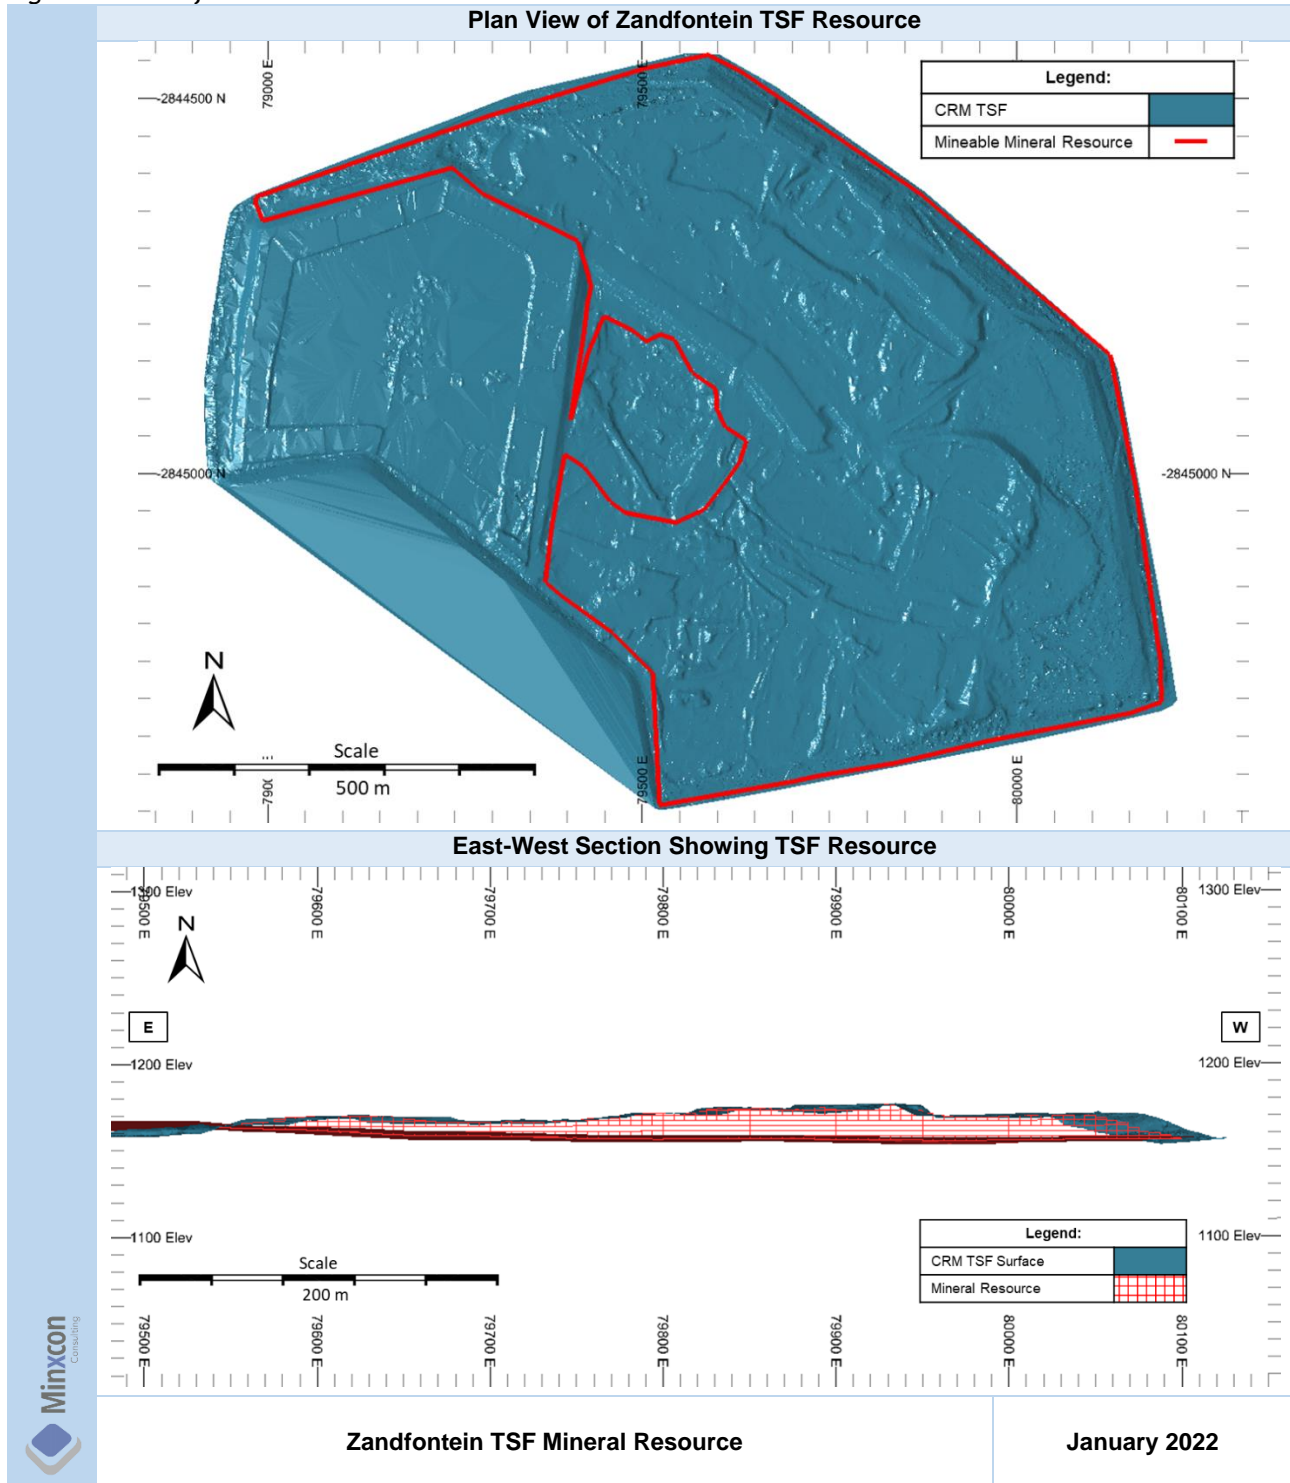 Plan View of Zandfontein TSF Resource
79000 E
79500 E
-2844500 N
Legend:
CRM TSF
Mineable Mineral Resource
-2845000 N
-2845000 N
N
Scale
500 m
79500 E
80000 E
East-West Section Showing TSF Resource
1300 Elev
79500 E
79600 E
79700 E
79800 E
79900 E
80000 E
80100 E
1300 Elev
N
E
W
1200 Elev
1200 Elev
1100 Elev
1100 Elev
Legend:
CRM TSF Surface
Mineral Resource
Scale
200 m
79500 E
79600 E
79700 E
79800 E
79900 E
80000 E
80100 E
Minxcon
Consulting
Zandfontein TSF Mineral Resource
January 2022